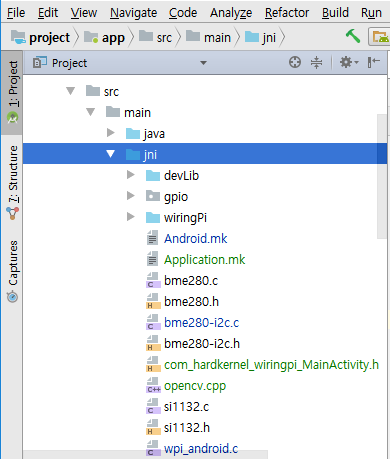 File Edit View Navigate Code Analyze Refactor Build Run
project app src main jni
Project
1: Project
7: Structure
Captures
src
main
java
jni
devLib
gpio
wiringPi
Android.mk
Application.mk
bme280.c
bme280.h
bme280-i2c.c
bme280-i2c.h
com_hardkernel_wiringpi_MainActivity.h
opencv.cpp
si1132.c
si1132.h
wpi_android.c